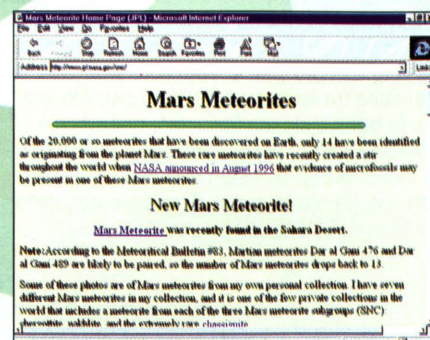 Mars Meteorite Home Page (JPL) - Microsoft Internet Explorer
File Edit View Go Favorites Help
Back Forward Stop Refresh Home Search Favorites Print Font Mail
Address Links
Mars Meteorites
Of the 20,000 or so meteorites that have been discovered on Earth, only 14 have been identified
as originating from the planet Mars. These rare meteorites have recently created a stir
throughout the world when NASA announced in August 1996 that evidence of microfossils may
be present in one of these Mars meteorites.
New Mars Meteorite!
Mars Meteorite was recently found in the Sahara Desert.
Note: According to the Meteoritical Bulletin #83, Martian meteorites Dar al Gani 476 and Dar
al Gani 489 are likely to be paired, so the number of Mars meteorites drops back to 13.
Some of these photos are of Mars meteorites from my own personal collection. I have seven
different Mars meteorites in my collection, and it is one of the few private collections in the
world that includes a meteorite from each of the three Mars meteorite subgroups (SNC):
shergottite, nakhlite, and the extremely rare chassignite.